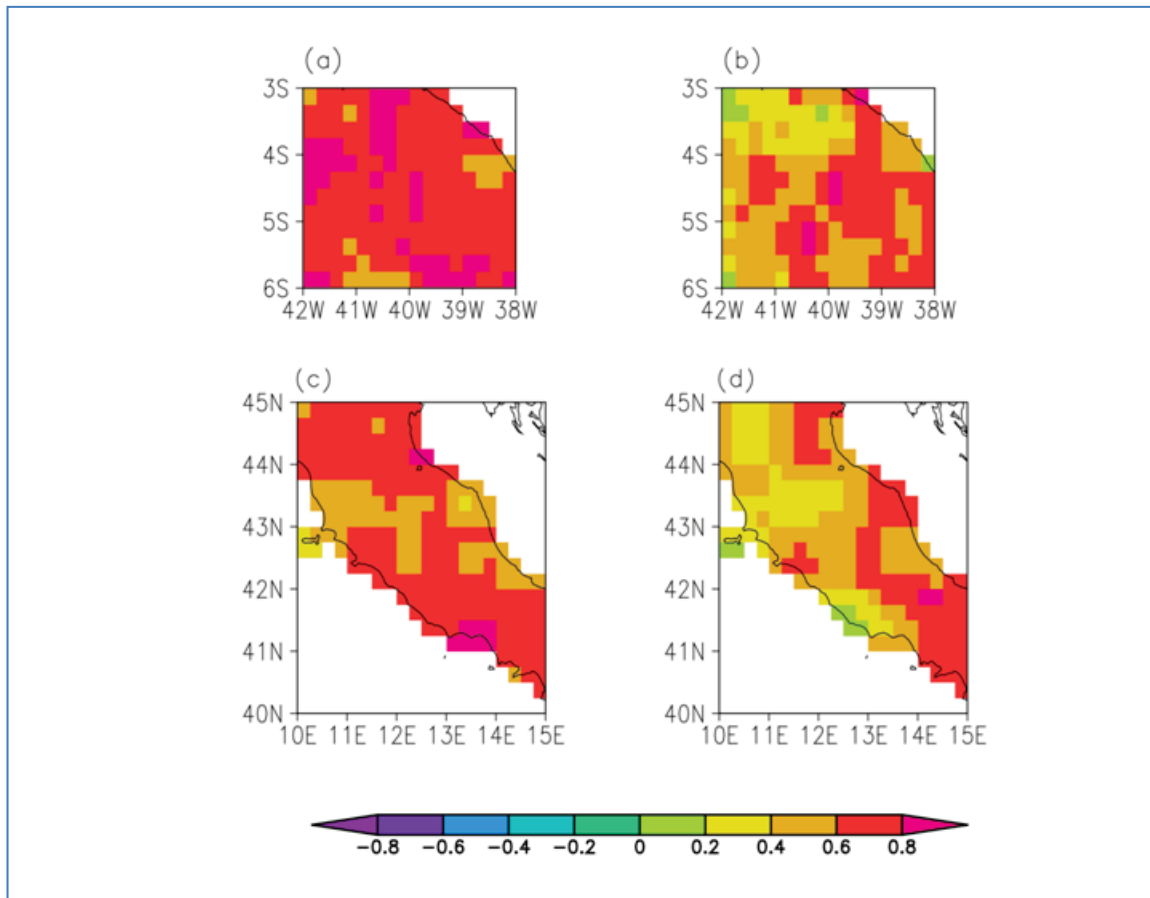 (a) (b)
3S 3S
4S 4S
5S 5S
6S 6S
42W 41W 40W 39W 38W 42W 41W 40W 39W 38W
(c) (d)
45N 45N
44N 44N
43N 43N
42N 42N
41N 41N
40N 40N
10E 11E 12E 13E 14E 15E 10E 11E 12E 13E 14E 15E
-0.8 -0.6 -0.4 -0.2 0 0.2 0.4 0.6 0.8